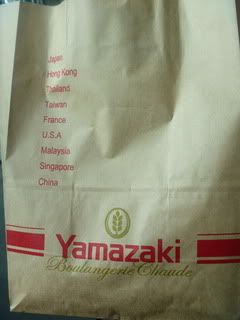 Japan
Hong Kong
Thailand
Taiwan
France
U.S.A
Malaysia
Singapore
China
Yamazaki
Boulangerie Chaude